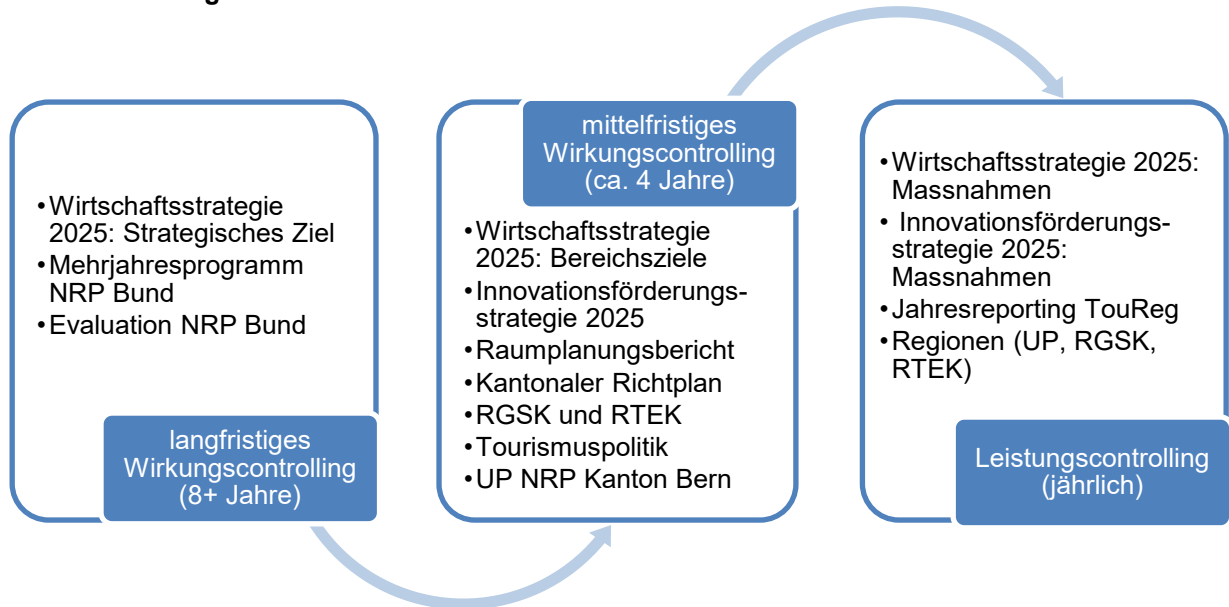 •Wirtschaftsstrategie
2025: Strategisches Ziel
•Mehrjahresprogramm
NRP Bund
•Evaluation NRP Bund
langfristiges
Wirkungscontrolling
(8+ Jahre)
mittelfristiges
Wirkungscontrolling
(ca. 4 Jahre)
•Wirtschaftsstrategie
2025: Bereichsziele
•Innovationsförderungs-
strategie 2025
•Raumplanungsbericht
•Kantonaler Richtplan
•RGSK und RTEK
•Tourismuspolitik
•UP NRP Kanton Bern
•Wirtschaftsstrategie 2025:
Massnahmen
• Innovationsförderungs-
strategie 2025:
Massnahmen
•Jahresreporting TouReg
•Regionen (UP, RGSK,
RTEK)
Leistungscontrolling
(jährlich)